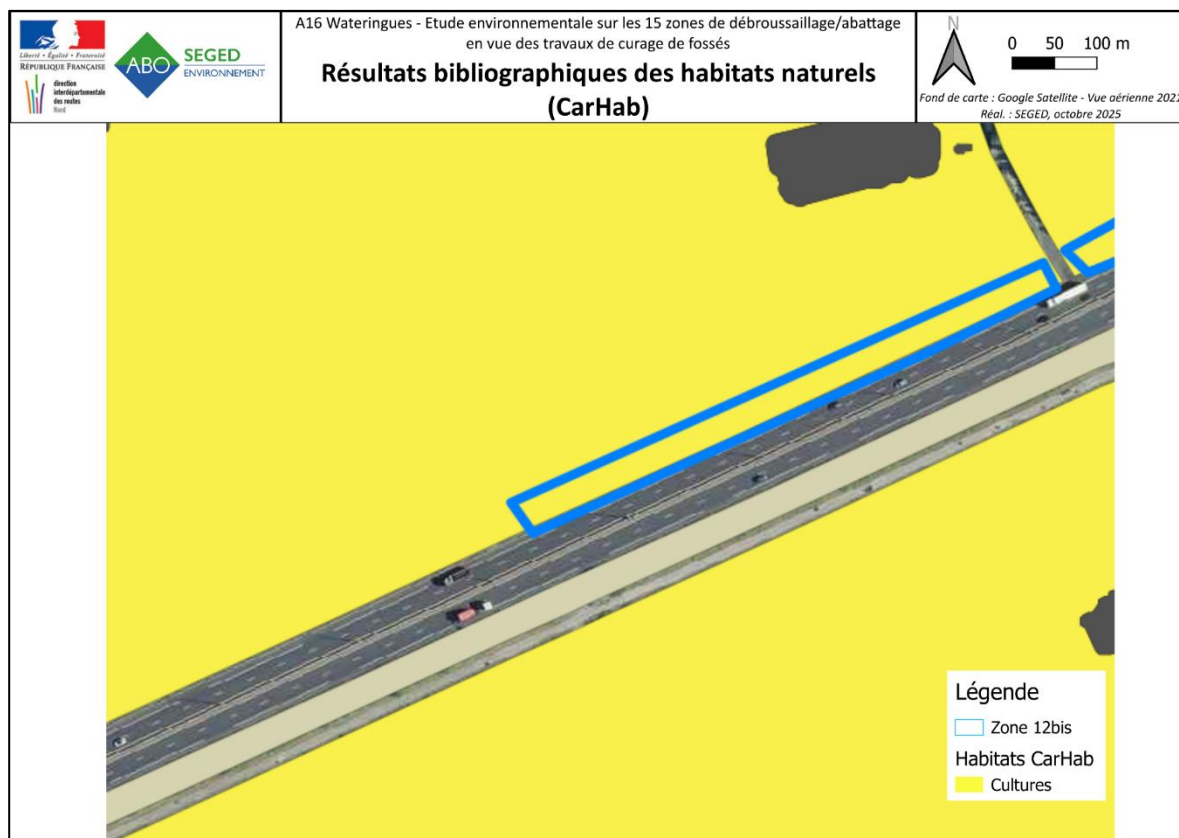 Liberté • Égalité • Fraternité
RÉPUBLIQUE FRANÇAISE
direction
interdépartementale
des routes
Nord
ABO
SEGED
ENVIRONNEMENT
A16 Wateringues - Etude environnementale sur les 15 zones de débroussaillage/abattage
en vue des travaux de curage de fossés
Résultats bibliographiques des habitats naturels
(CarHab)
N
0 50 100 m
Fond de carte : Google Satellite - Vue aérienne 2021
Réal. : SEGED, octobre 2025
Légende
Zone 12bis
Habitats CarHab
Cultures